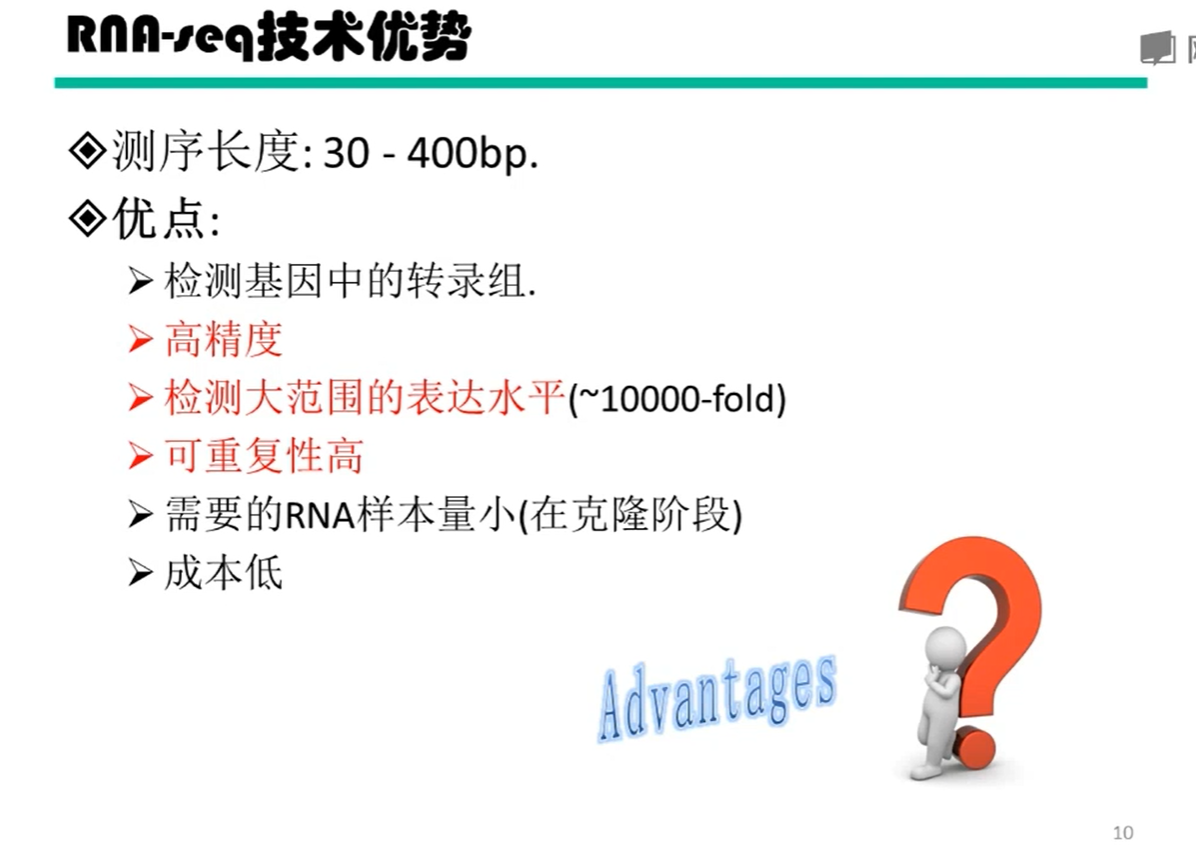 RNA-seq技术优势
测序长度: 30 - 400bp.
优点:
检测基因中的转录组.
高精度
检测大范围的表达水平(~10000-fold)
可重复性高
需要的RNA样本量小(在克隆阶段)
成本低
Advantages
10